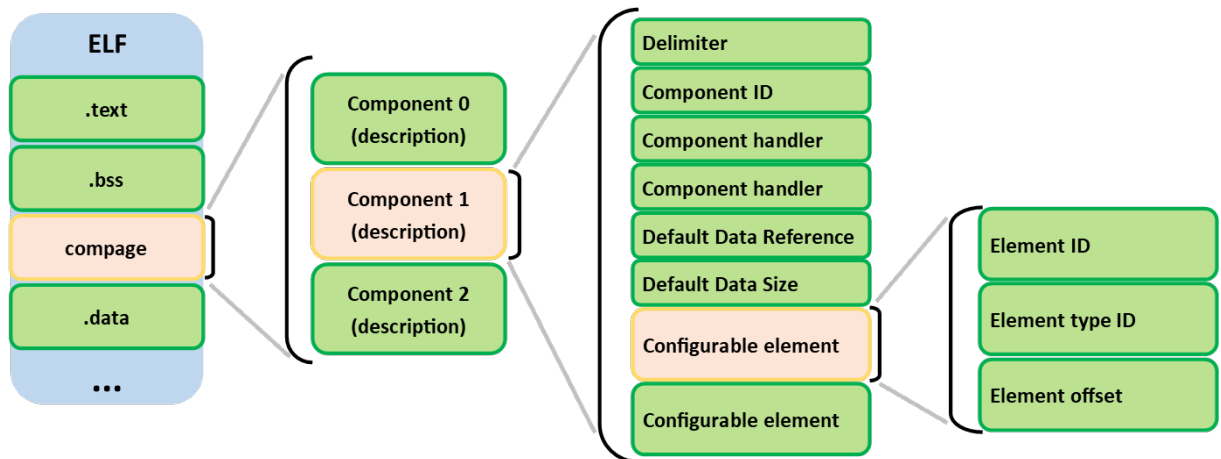 ELF
.text
.bss
compage
.data
...
Component 0
(description)
Component 1
(description)
Component 2
(description)
Delimiter
Component ID
Component handler
Component handler
Default Data Reference
Default Data Size
Configurable element
Configurable element
Element ID
Element type ID
Element offset